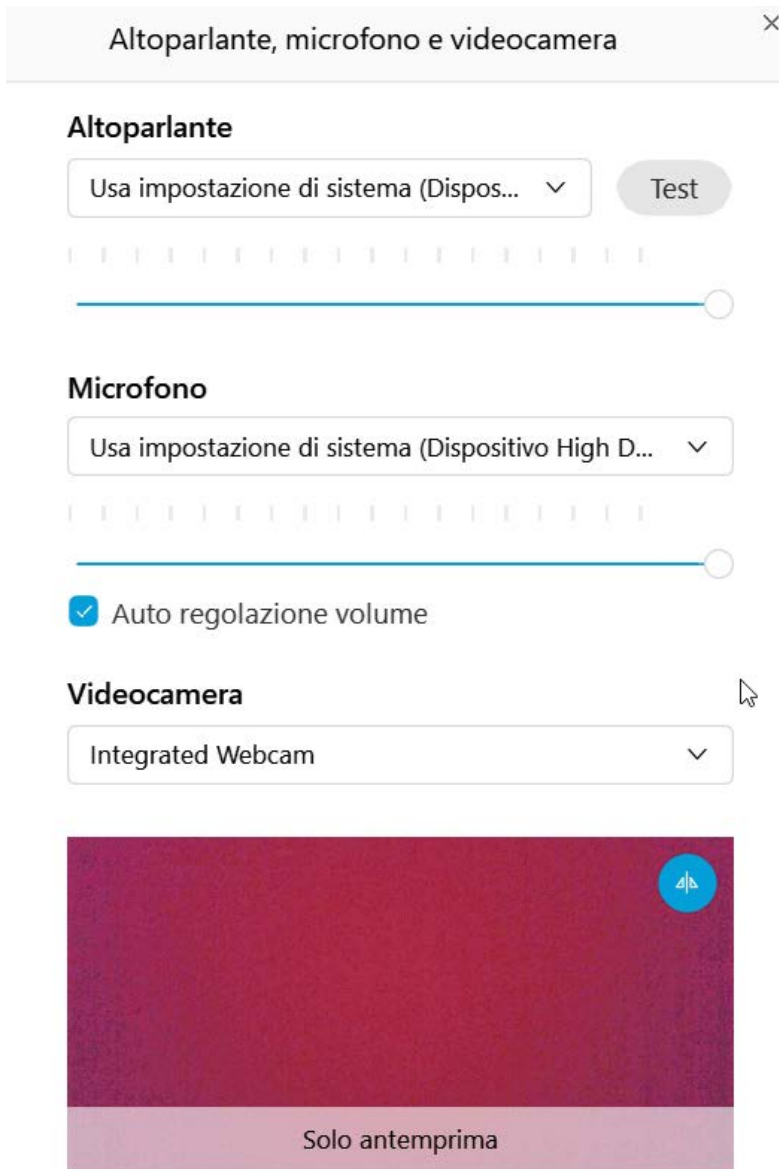 Altoparlante, microfono e videocamera
Altoparlante
Usa impostazione di sistema (Dispos...
Test
Microfono
Usa impostazione di sistema (Dispositivo High D...
Auto regolazione volume
Videocamera
Integrated Webcam
Solo antemprima